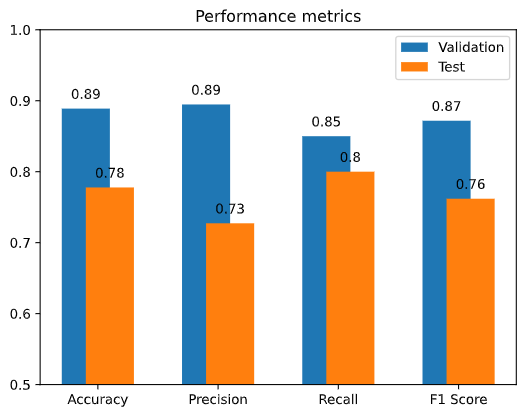 Performance metrics
1.0
0.9
0.8
0.7
0.6
0.5
Validation
Test
0.89
0.78
0.89
0.73
0.85
0.8
0.87
0.76
Accuracy
Precision
Recall
F1 Score